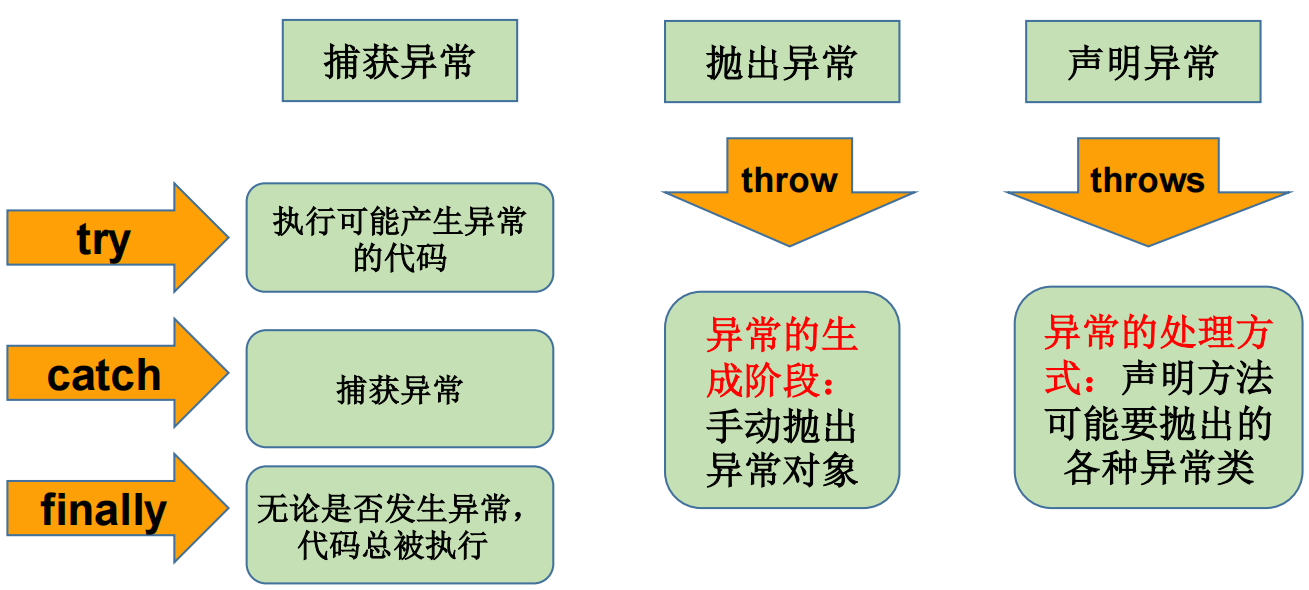 捕获异常
try
执行可能产生异常
的代码
catch
捕获异常
finally
无论是否发生异常，
代码总被执行
抛出异常
throw
异常的生
成阶段：
手动抛出
异常对象
声明异常
throws
异常的处理方
式：声明方法
可能要抛出的
各种异常类